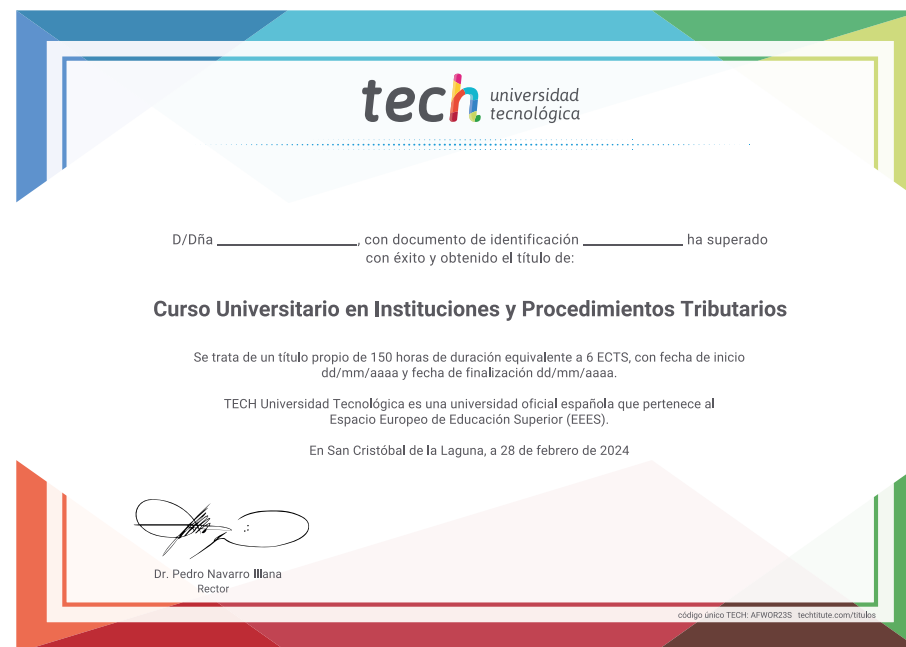 tech universidad
tecnológica
D/Dña ____________________, con documento de identificación ______________ ha superado
con éxito y obtenido el título de:
Curso Universitario en Instituciones y Procedimientos Tributarios
Se trata de un título propio de 150 horas de duración equivalente a 6 ECTS, con fecha de inicio
dd/mm/aaaa y fecha de finalización dd/mm/aaaa.
TECH Universidad Tecnológica es una universidad oficial española que pertenece al
Espacio Europeo de Educación Superior (EEES).
En San Cristóbal de la Laguna, a 28 de febrero de 2024
Dr. Pedro Navarro Illana
Rector
código único TECH: AFWOR23S techtitute.com/titulos